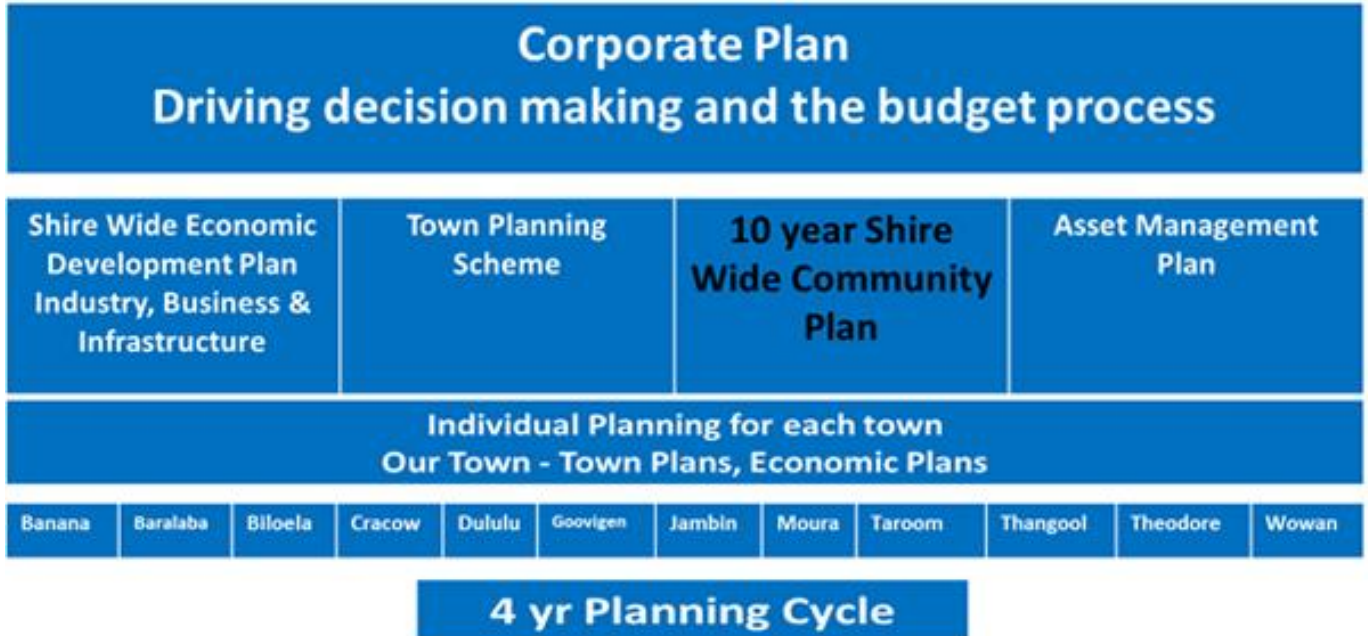 Corporate Plan
Driving decision making and the budget process
Shire Wide Economic
Development Plan
Industry, Business &
Infrastructure
Town Planning
Scheme
10 year Shire
Wide Community
Plan
Asset Management
Plan
Individual Planning for each town
Our Town - Town Plans, Economic Plans
Banana
Baralaba
Biloela
Cracow
Dululu
Goovigen
Jambin
Moura
Taroom
Thangool
Theodore
Wowan
4 yr Planning Cycle